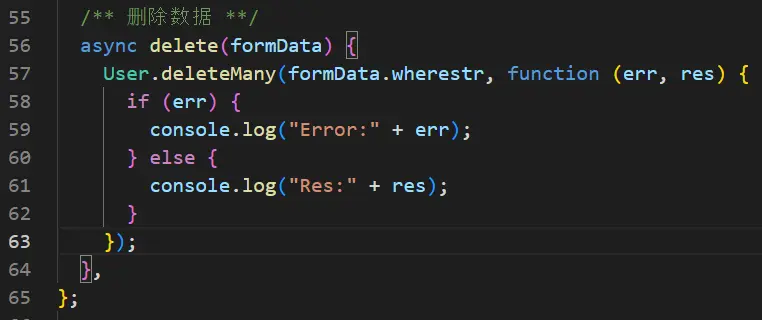 55 /** 删除数据 **/
56 async delete(formData) {
57 User.deleteMany(formData.wherestr, function (err, res) {
58 if (err) {
59 console.log("Error:" + err);
60 } else {
61 console.log("Res:" + res);
62 }
63 });
64 },
65 };